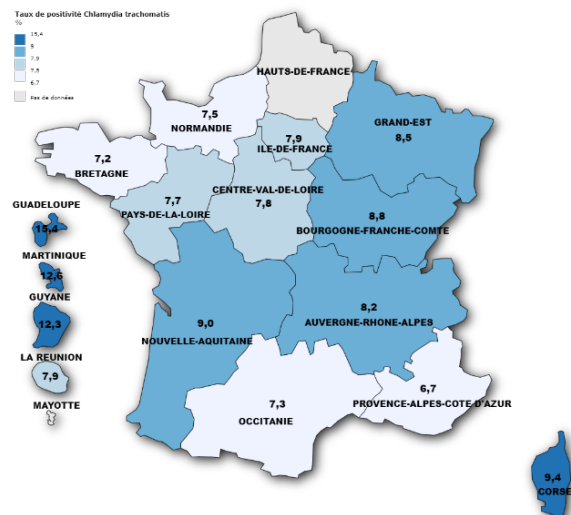 Taux de positivité Chlamydia trachomatis
%
15,4
9
7,9
7,5
6,7
Pas de données
HAUTS-DE-FRANCE
7,5
NORMANDIE
7,9
ILE-DE-FRANCE
GRAND-EST
8,5
7,2
BRETAGNE
7,7
PAYS-DE-LA-LOIRE
CENTRE-VAL-DE-LOIRE
7,8
8,8
BOURGOGNE-FRANCHE-COMTE
GUADELOUPE
15,4
MARTINIQUE
12,6
GUYANE
12,3
LA REUNION
7,9
MAYOTTE
9,0
NOUVELLE-AQUITAINE
8,2
AUVERGNE-RHONE-ALPES
7,3
OCCITANIE
6,7
PROVENCE-ALPES-COTE D'AZUR
9,4
CORSE